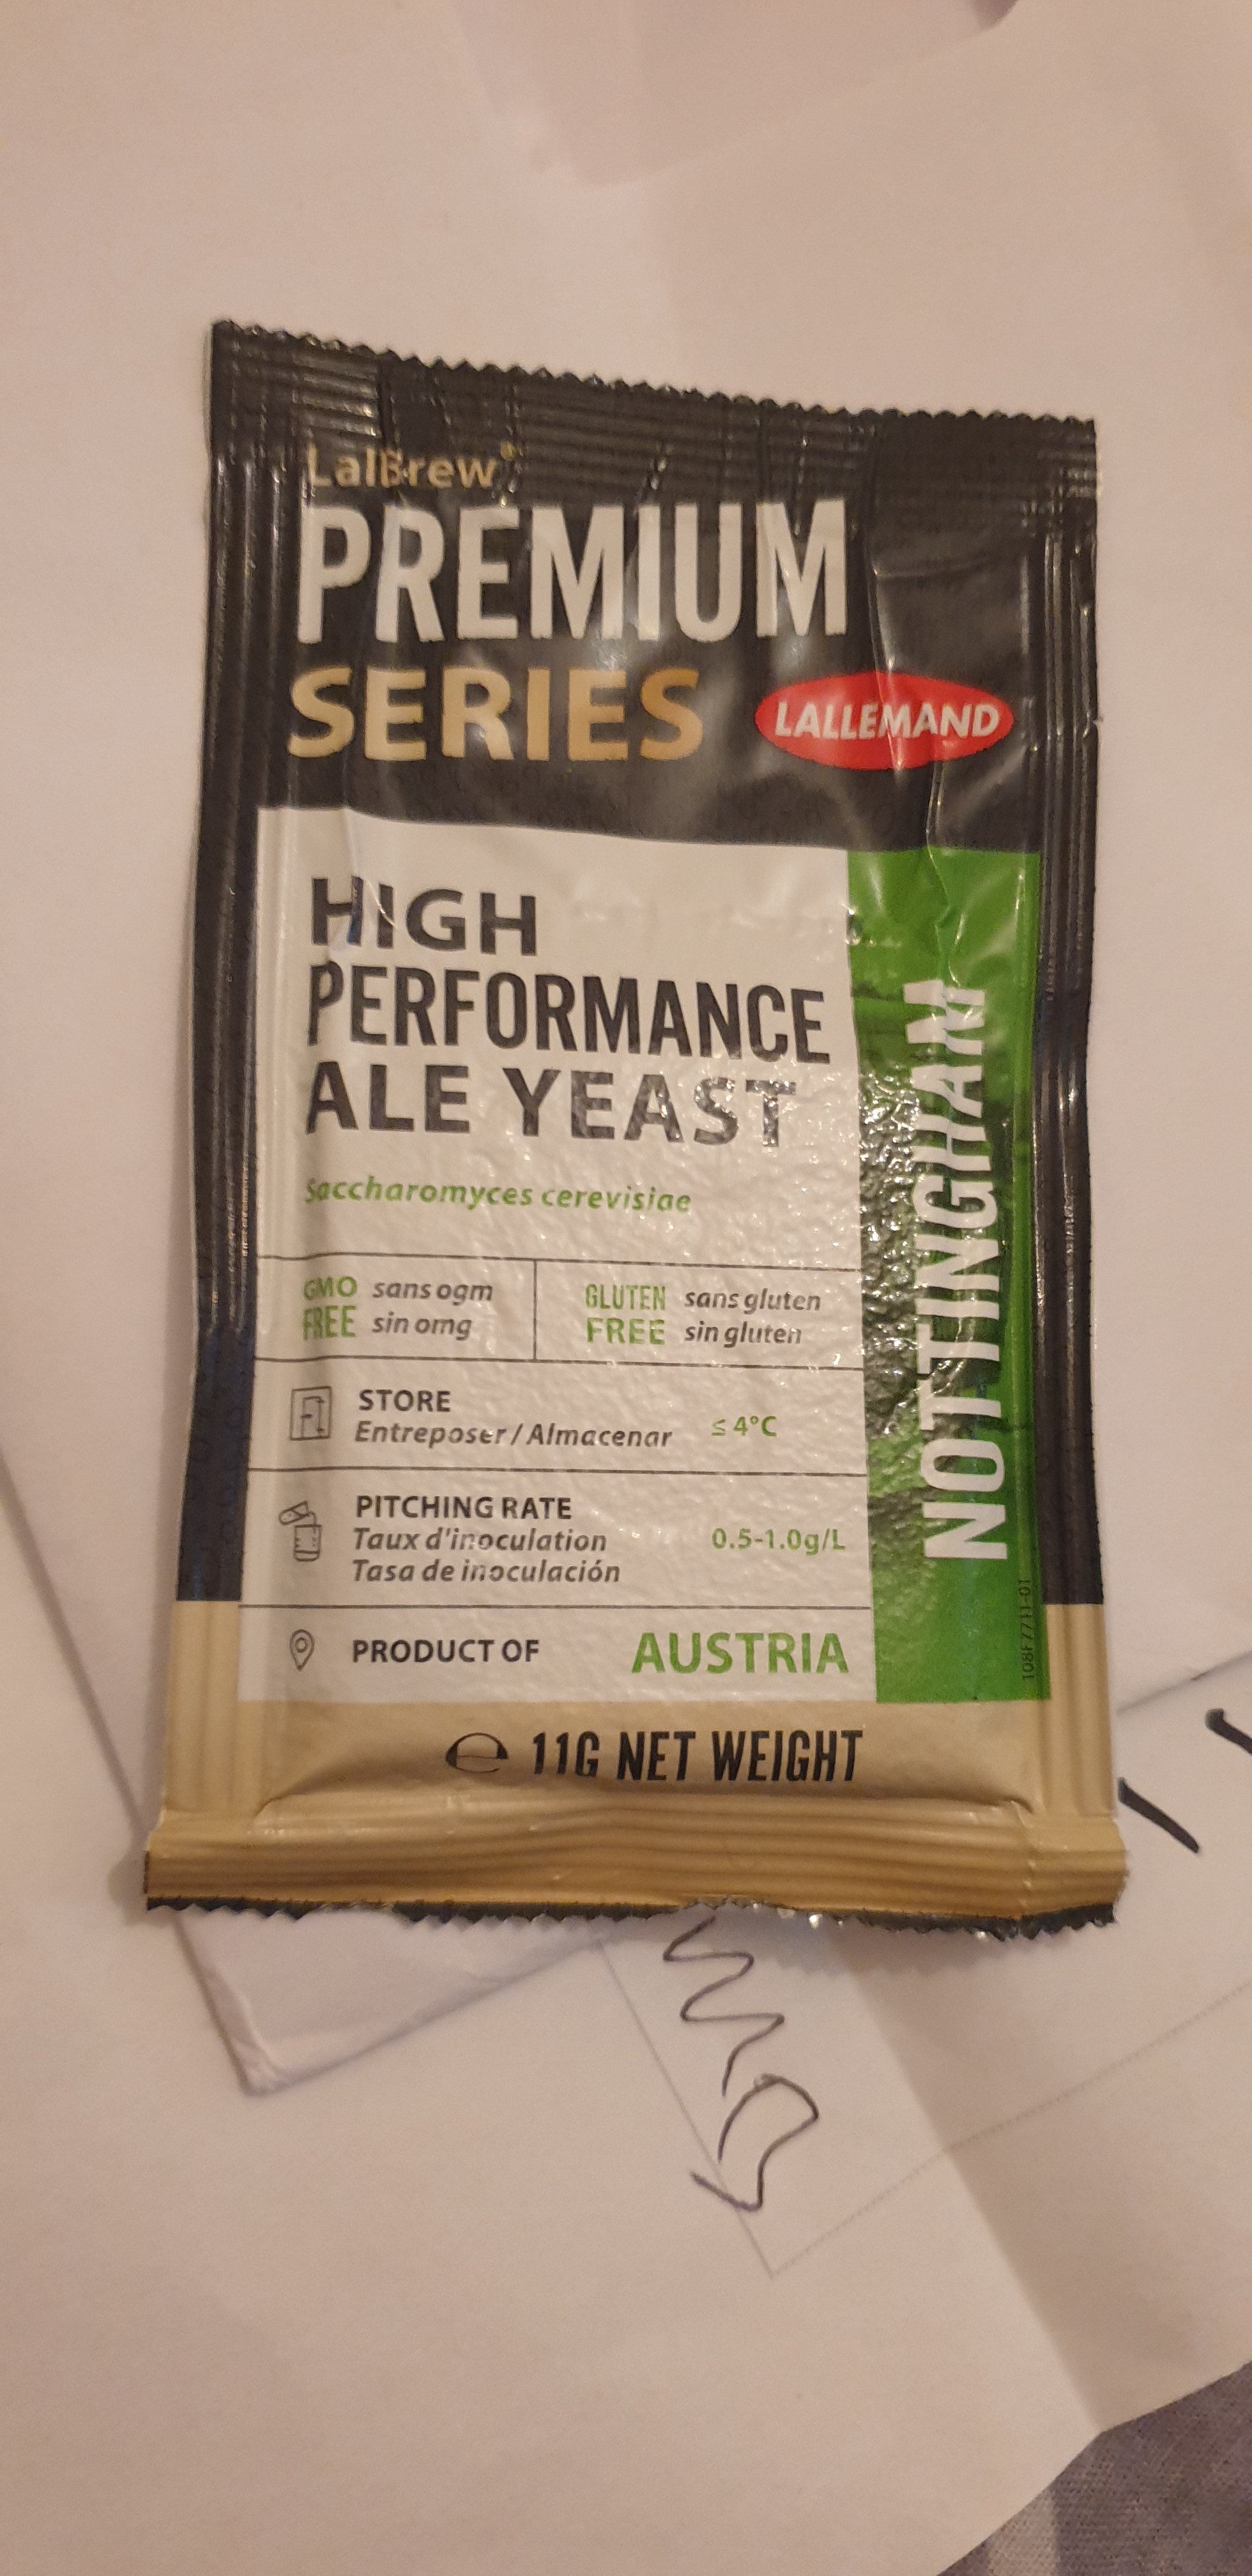 LalBrew®
PREMIUM
SERIES
LALLEMAND
HIGH
PERFORMANCE
ALE YEAST
Saccharomyces cerevisiae
GMO FREE
sans ogm
sin omg
GLUTEN FREE
sans gluten
sin gluten
STORE
Entreposer / Almacenar
≤ 4°C
PITCHING RATE
Taux d'inoculation
Tasa de inoculación
0.5-1.0g/L
PRODUCT OF
AUSTRIA
NOTTINGHAM
℮ 11G NET WEIGHT